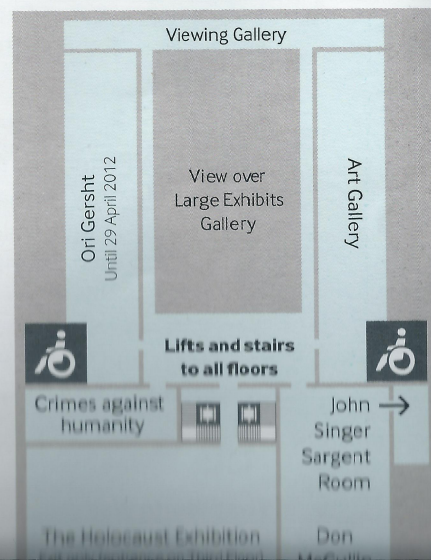 Viewing Gallery
Ori Gersht
Until 29 April 2012
View over
Large Exhibits
Gallery
Art Gallery
Lifts and stairs
to all floors
Crimes against
humanity
John
Singer
Sargent
Room
The Holocaust Exhibition
Don